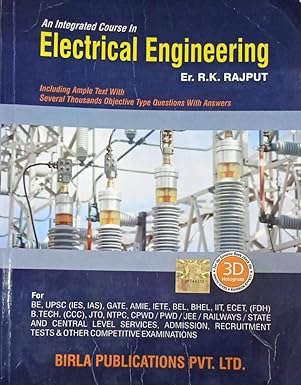 An Integrated Course In
Electrical Engineering
Er. R.K. RAJPUT
Including Ample Text With
Several Thousands Objective Type Questions With Answers
3D
Hologram
For
BE, UPSC (IES, IAS), GATE, AMIE, IETE, BEL, BHEL, IIT, ECET, (FDH)
B.TECH. (CCC), JTO, NTPC, CPWD / PWD / JEE / RAILWAYS / STATE
AND CENTRAL LEVEL SERVICES, ADMISSION, RECRUITMENT
TESTS & OTHER COMPETITIVE EXAMINATIONS
BIRLA PUBLICATIONS PVT. LTD.